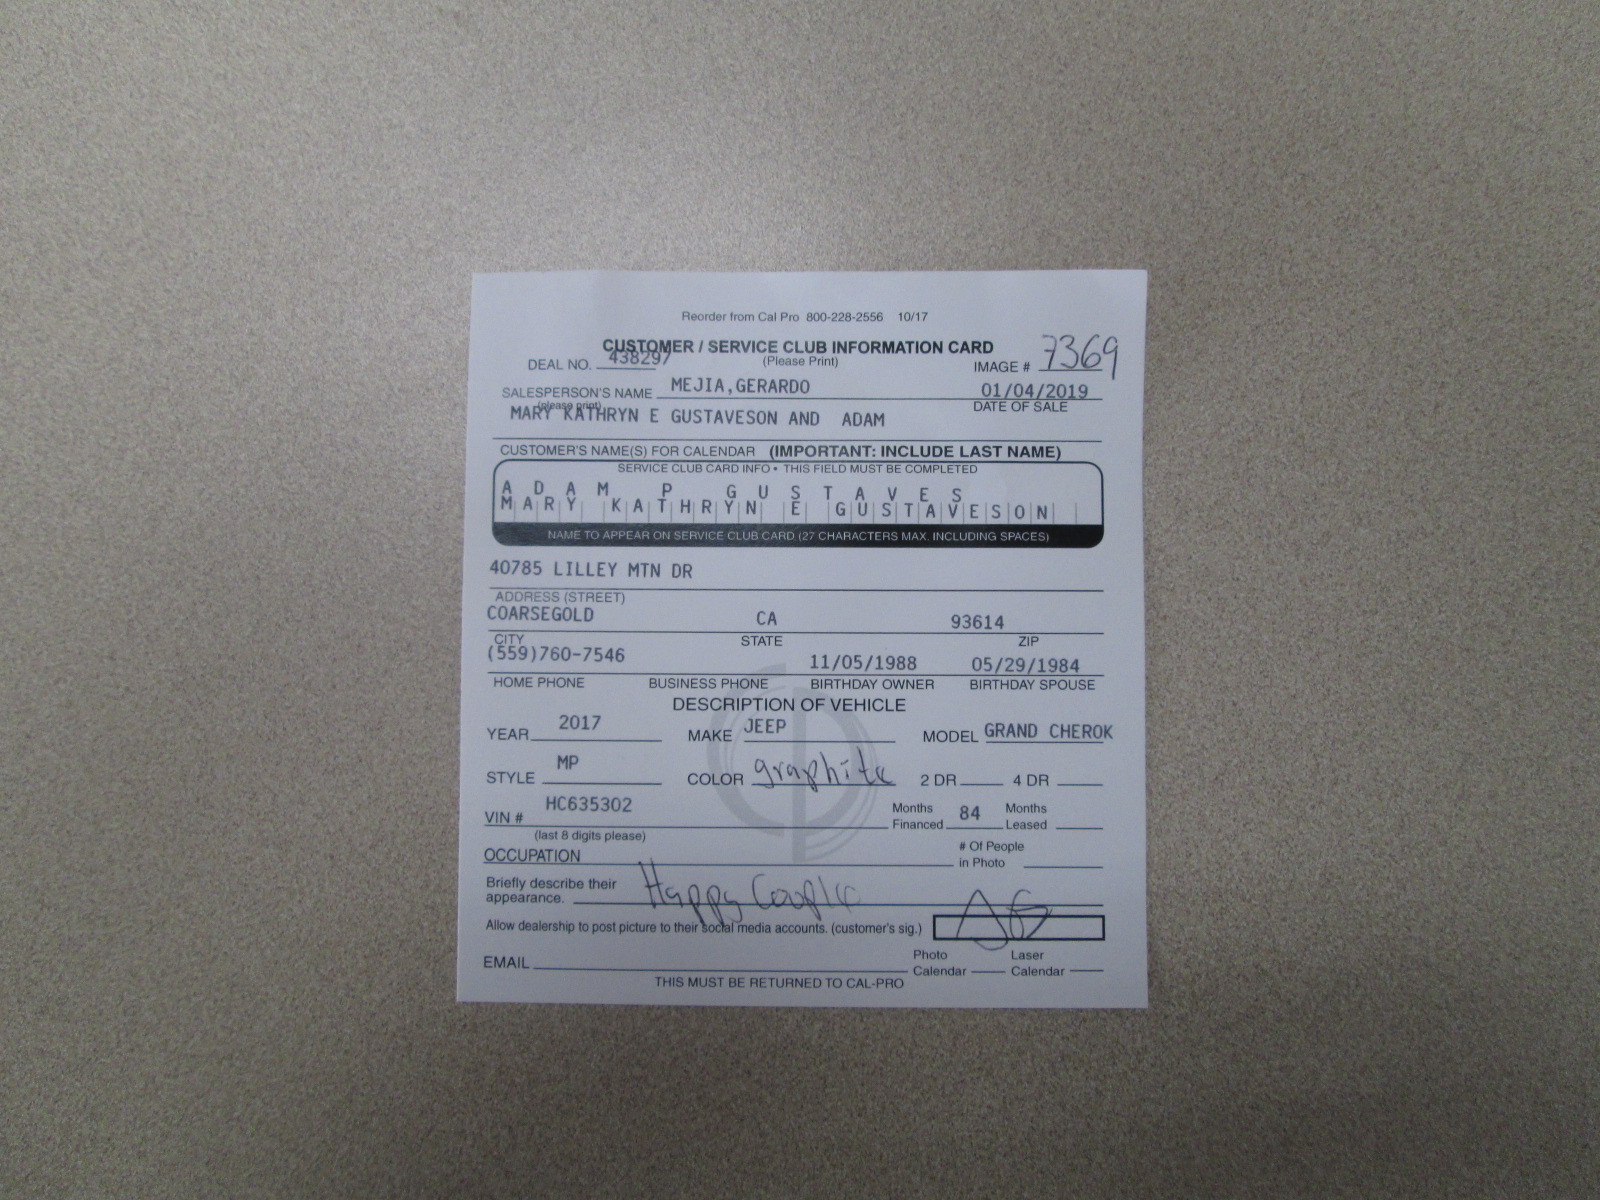 Reorder from Cal Pro 800-228-2556 10/17
CUSTOMER / SERVICE CLUB INFORMATION CARD
DEAL NO. 438297 (Please Print) IMAGE # 7369
SALESPERSON'S NAME MEJIA,GERARDO 01/04/2019
(please print) DATE OF SALE
MARY KATHRYN E GUSTAVESON AND ADAM
CUSTOMER'S NAME(S) FOR CALENDAR (IMPORTANT: INCLUDE LAST NAME)
SERVICE CLUB CARD INFO • THIS FIELD MUST BE COMPLETED
ADAM P GUSTAVES
MARY KATHRYN E GUSTAVESON
NAME TO APPEAR ON SERVICE CLUB CARD (27 CHARACTERS MAX. INCLUDING SPACES)
40785 LILLEY MTN DR
ADDRESS (STREET)
COARSEGOLD CA 93614
CITY STATE ZIP
(559)760-7546 11/05/1988 05/29/1984
HOME PHONE BUSINESS PHONE BIRTHDAY OWNER BIRTHDAY SPOUSE
DESCRIPTION OF VEHICLE
YEAR 2017 MAKE JEEP MODEL GRAND CHEROK
STYLE MP COLOR graphite 2 DR 4 DR
VIN # HC635302 Months Financed 84 Months Leased
(last 8 digits please)
OCCUPATION # Of People in Photo
Briefly describe their appearance. Happy Couple
Allow dealership to post picture to their social media accounts. (customer's sig.)
EMAIL Photo Calendar Laser Calendar
THIS MUST BE RETURNED TO CAL-PRO